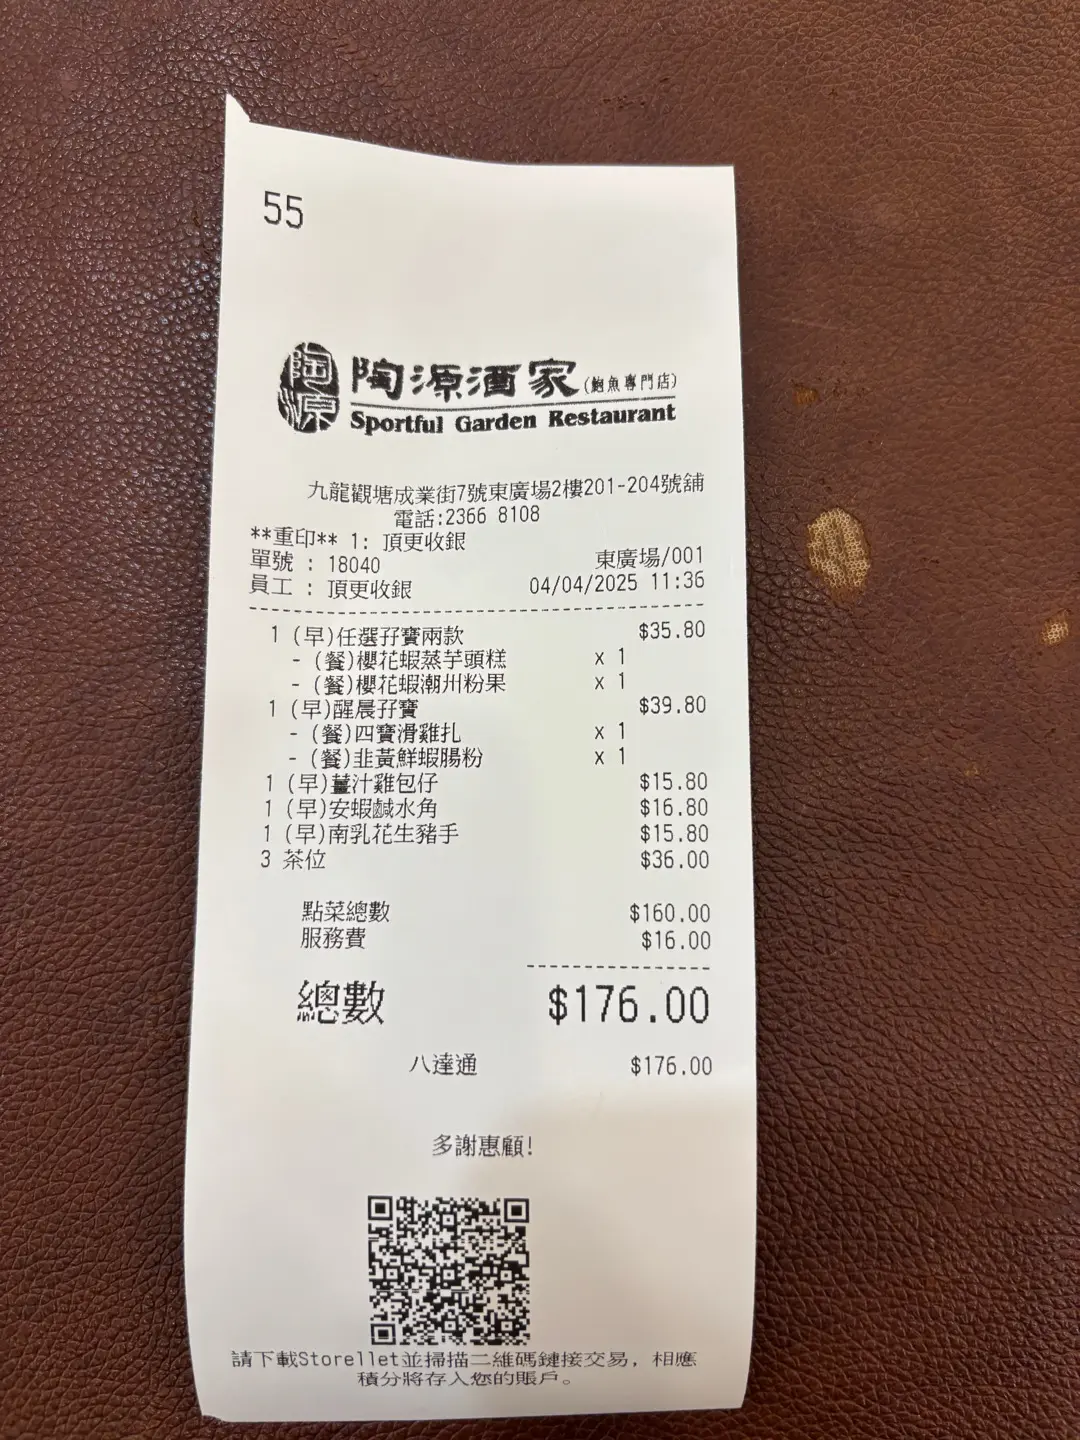 55
陶源
陶源酒家(鮑魚專門店)
Sportful Garden Restaurant
九龍觀塘成業街7號東廣場2樓201-204號舖
電話:2366 8108
**重印** 1: 頂更收銀
單號 : 18040 東廣場/001
員工 : 頂更收銀 04/04/2025 11:36
1 (早)任選孖寶兩款 $35.80
- (餐)櫻花蝦蒸芋頭糕 x 1
- (餐)櫻花蝦潮州粉果 x 1
1 (早)醒晨孖寶 $39.80
- (餐)四寶滑雞扎 x 1
- (餐)韭黃鮮蝦腸粉 x 1
1 (早)薑汁雞包仔 $15.80
1 (早)安蝦鹹水角 $16.80
1 (早)南乳花生豬手 $15.80
3 茶位 $36.00
點菜總數 $160.00
服務費 $16.00
總數 $176.00
八達通 $176.00
多謝惠顧!
請下載Storellet並掃描二維碼鏈接交易, 相應
積分將存入您的賬戶。